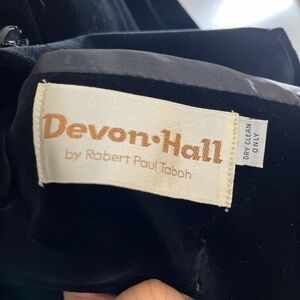 Devon•Hall
by Robert Paul Taboh
DRY CLEAN
ONLY